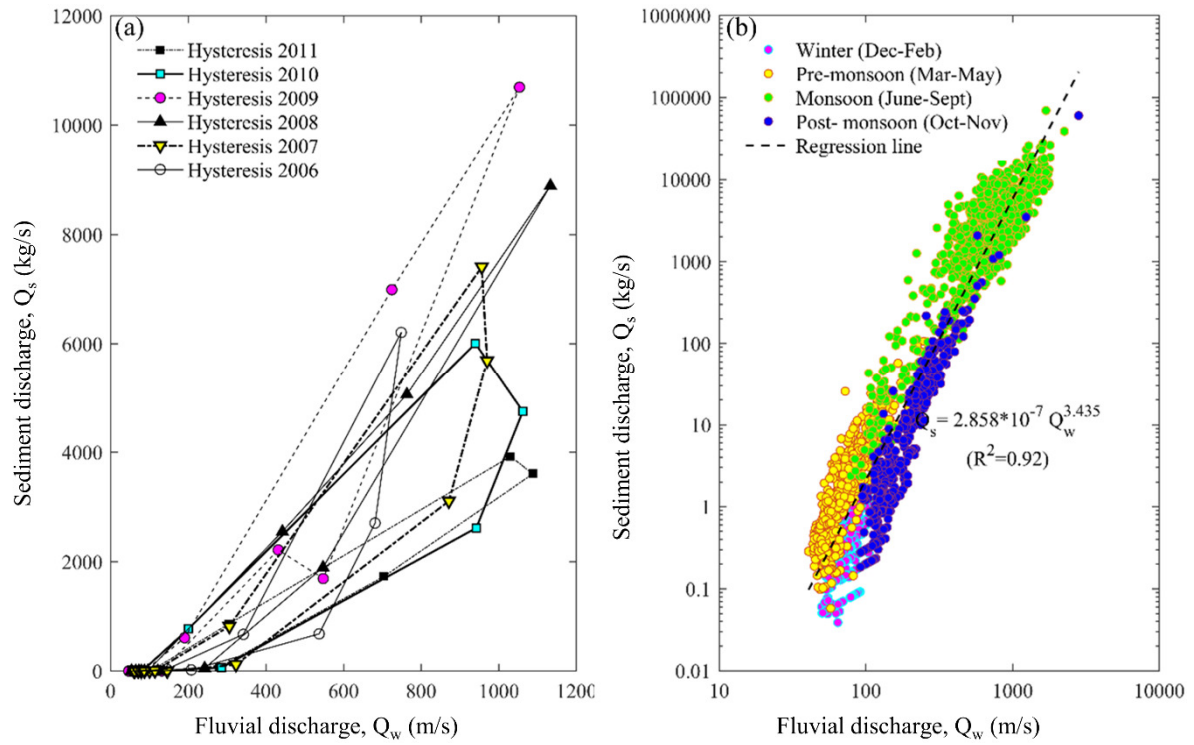 (a)
Hysteresis 2011
Hysteresis 2010
Hysteresis 2009
Hysteresis 2008
Hysteresis 2007
Hysteresis 2006
12000
10000
8000
6000
4000
2000
0
200
400
600
800
1000
1200
Sediment discharge, Qs (kg/s)
Fluvial discharge, Qw (m/s)
(b)
Winter (Dec-Feb)
Pre-monsoon (Mar-May)
Monsoon (June-Sept)
Post- monsoon (Oct-Nov)
Regression line
1000000
100000
10000
1000
100
10
1
0.1
0.01
10
100
1000
10000
Qs = 2.858*10^-7 Qw^3.435
(R^2=0.92)
Sediment discharge, Qs (kg/s)
Fluvial discharge, Qw (m/s)